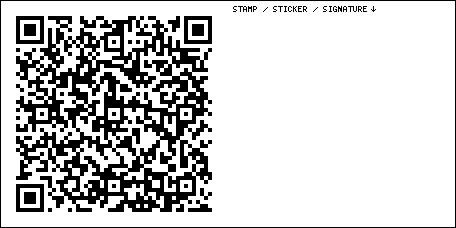 STAMP / STICKER / SIGNATURE ↓